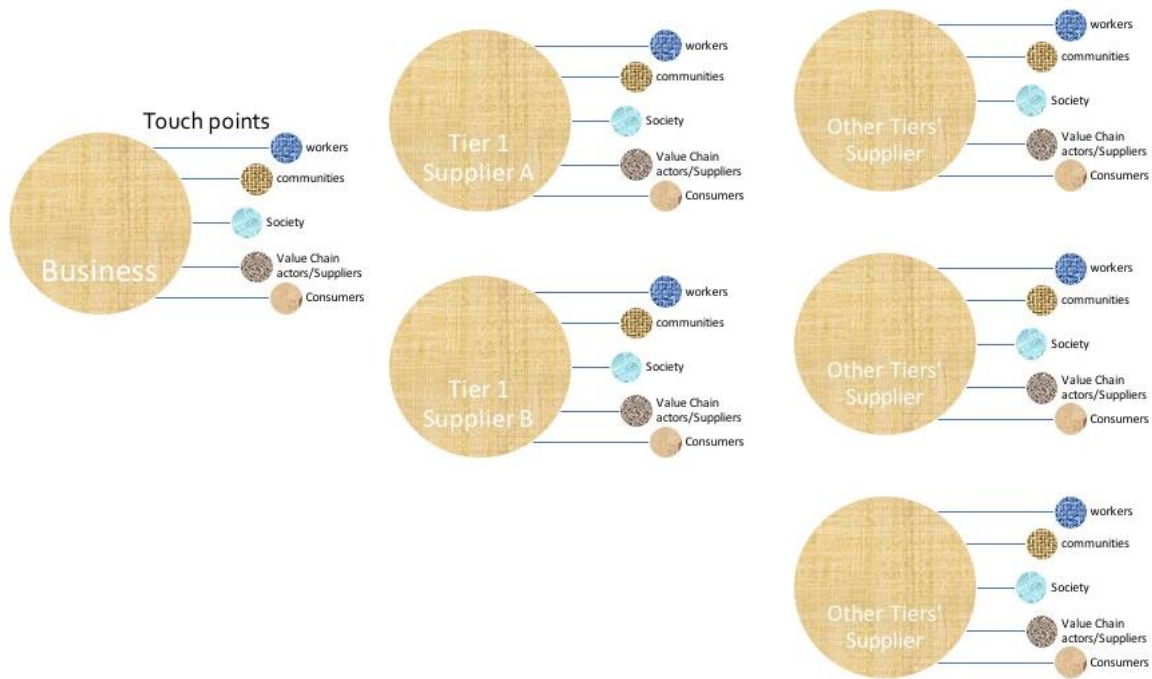 Touch points
Business
workers
communities
Society
Value Chain
actors/Suppliers
Consumers
Tier 1
Supplier A
workers
communities
Society
Value Chain
actors/Suppliers
Consumers
Tier 1
Supplier B
workers
communities
Society
Value Chain
actors/Suppliers
Consumers
Other Tiers'
Supplier
workers
communities
Society
Value Chain
actors/Suppliers
Consumers
Other Tiers'
Supplier
workers
communities
Society
Value Chain
actors/Suppliers
Consumers
Other Tiers'
Supplier
workers
communities
Society
Value Chain
actors/Suppliers
Consumers